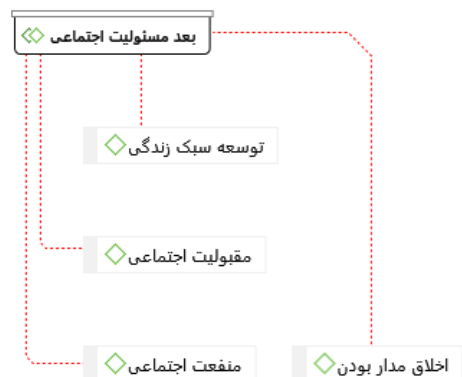 بعد مسئولیت اجتماعی
توسعه سبک زندگی
مقبولیت اجتماعی
اخلاق مدار بودن
منفعت اجتماعی